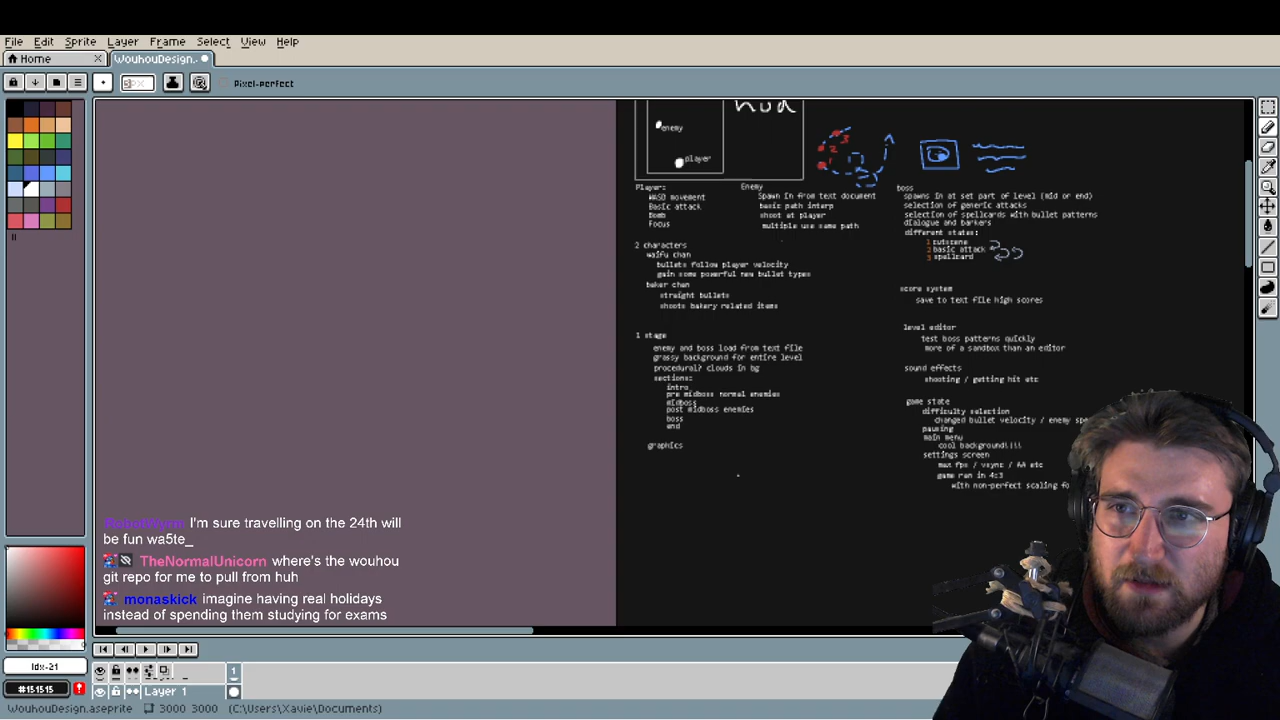 File Edit Sprite Layer Frame Select View Help
Home
WouhouDesign.
Pixel-perfect
hud
enemy
player
1
2
3
Player:
WASD movement
Basic attack
Bomb
Focus
Enemy
Spawn in from text document
basic path interp
shoot at player
multiple use same path
boss
spawns in at set part of level (mid or end)
selection of generic attacks
selection of spellcards with bullet patterns
dialogue and barkers
different states:
1 cutscene
2 basic attack
3 spellcard
2 characters
waifu chan
bullets follow player velocity
gain some powerful new bullet types
baker chan
straight bullets
shoots bakery related items
score system
save to text file high scores
1 stage
enemy and boss load from text file
grassy background for entire level
procedural? clouds in bg
sections:
intro
pre midboss normal enemies
midboss
post midboss enemies
boss
end
graphics
level editor
test boss patterns quickly
more of a sandbox than an editor
sound effects
shooting / getting hit etc
game state
difficulty selection
changed bullet velocity / enemy
pausing
main menu
cool background!!!!
settings screen
max fps / vsync / AA etc
game ran in 4:3
with non-perfect scaling
I'm sure travelling on the 24th will
be fun wa5te_
TheNormalUnicorn where's the wouhou
git repo for me to pull from huh
monaskick imagine having real holidays
instead of spending them studying for exams
Idx-21
#151515
1
Layer 1
WouhouDesign.aseprite 3000 3000 (C:\Users\Xavie\Documents)